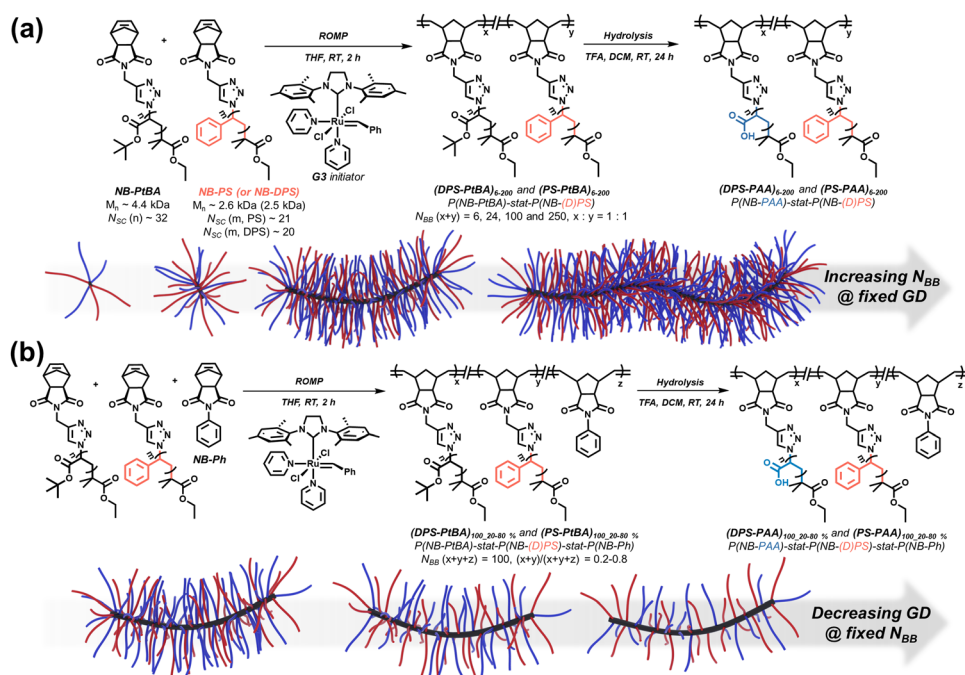 (a)
+
ROMP
THF, RT, 2 h
G3 initiator
Hydrolysis
TFA, DCM, RT, 24 h
NB-PtBA
Mn ~ 4.4 kDa
NSC (n) ~ 32
NB-PS (or NB-DPS)
Mn ~ 2.6 kDa (2.5 kDa)
NSC (m, PS) ~ 21
NSC (m, DPS) ~ 20
(DPS-PtBA)6-200 and (PS-PtBA)6-200
P(NB-PtBA)-stat-P(NB-(D)PS)
NBB (x+y) = 6, 24, 100 and 250, x : y = 1 : 1
(DPS-PAA)6-200 and (PS-PAA)6-200
P(NB-PAA)-stat-P(NB-(D)PS)
Increasing NBB
@ fixed GD
(b)
+ +
NB-Ph
ROMP
THF, RT, 2 h
Hydrolysis
TFA, DCM, RT, 24 h
(DPS-PtBA)100_20-80 % and (PS-PtBA)100_20-80 %
P(NB-PtBA)-stat-P(NB-(D)PS)-stat-P(NB-Ph)
NBB (x+y+z) = 100, (x+y)/(x+y+z) = 0.2-0.8
(DPS-PAA)100_20-80 % and (PS-PAA)100_20-80 %
P(NB-PAA)-stat-P(NB-(D)PS)-stat-P(NB-Ph)
Decreasing GD
@ fixed NBB